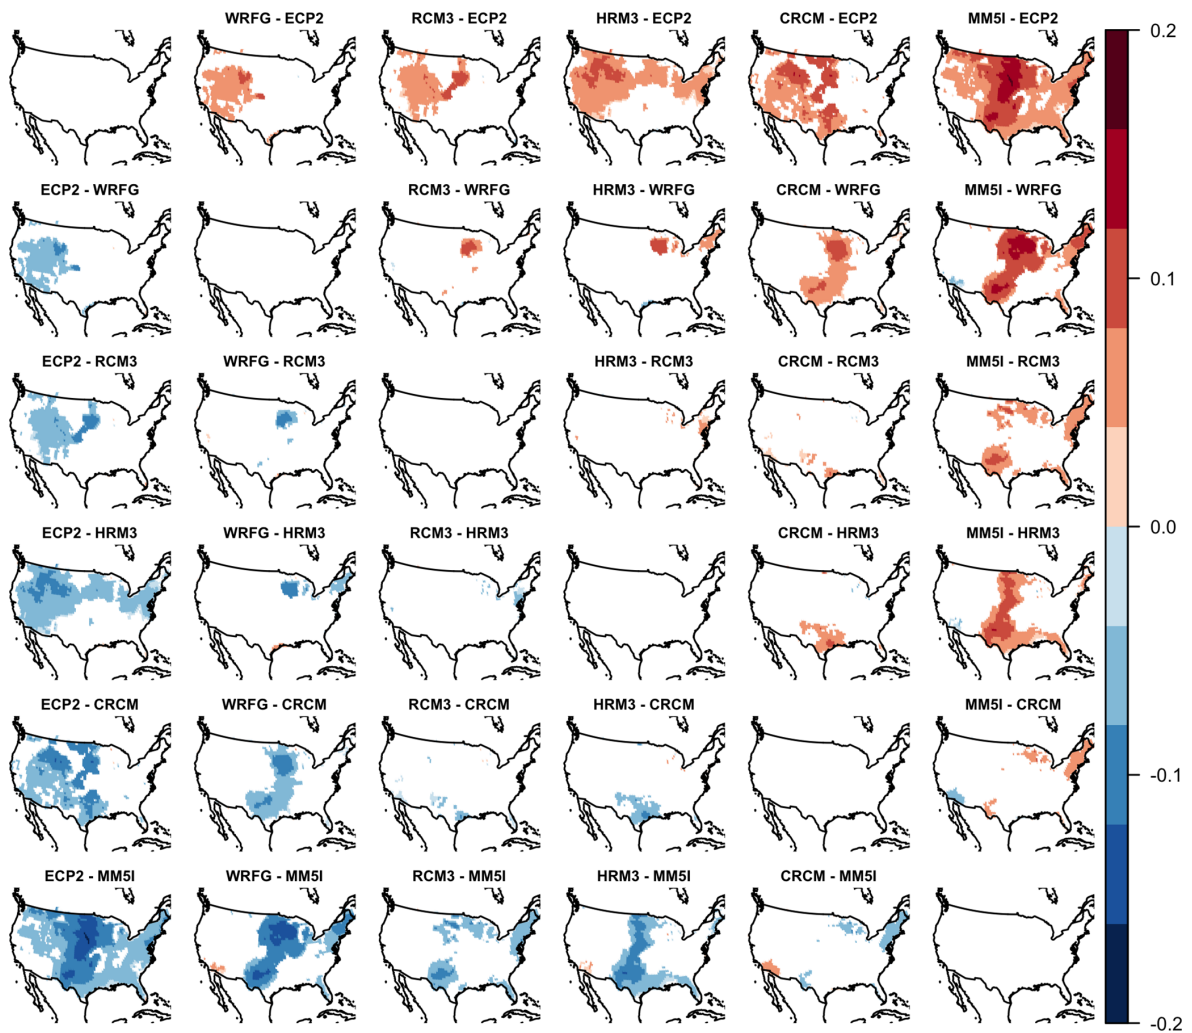 WRFG - ECP2 RCM3 - ECP2 HRM3 - ECP2 CRCM - ECP2 MM5I - ECP2
0.2
ECP2 - WRFG RCM3 - WRFG HRM3 - WRFG CRCM - WRFG MM5I - WRFG
0.1
ECP2 - RCM3 WRFG - RCM3 HRM3 - RCM3 CRCM - RCM3 MM5I - RCM3
0.0
ECP2 - HRM3 WRFG - HRM3 RCM3 - HRM3 CRCM - HRM3 MM5I - HRM3
ECP2 - CRCM WRFG - CRCM RCM3 - CRCM HRM3 - CRCM MM5I - CRCM
-0.1
ECP2 - MM5I WRFG - MM5I RCM3 - MM5I HRM3 - MM5I CRCM - MM5I
-0.2